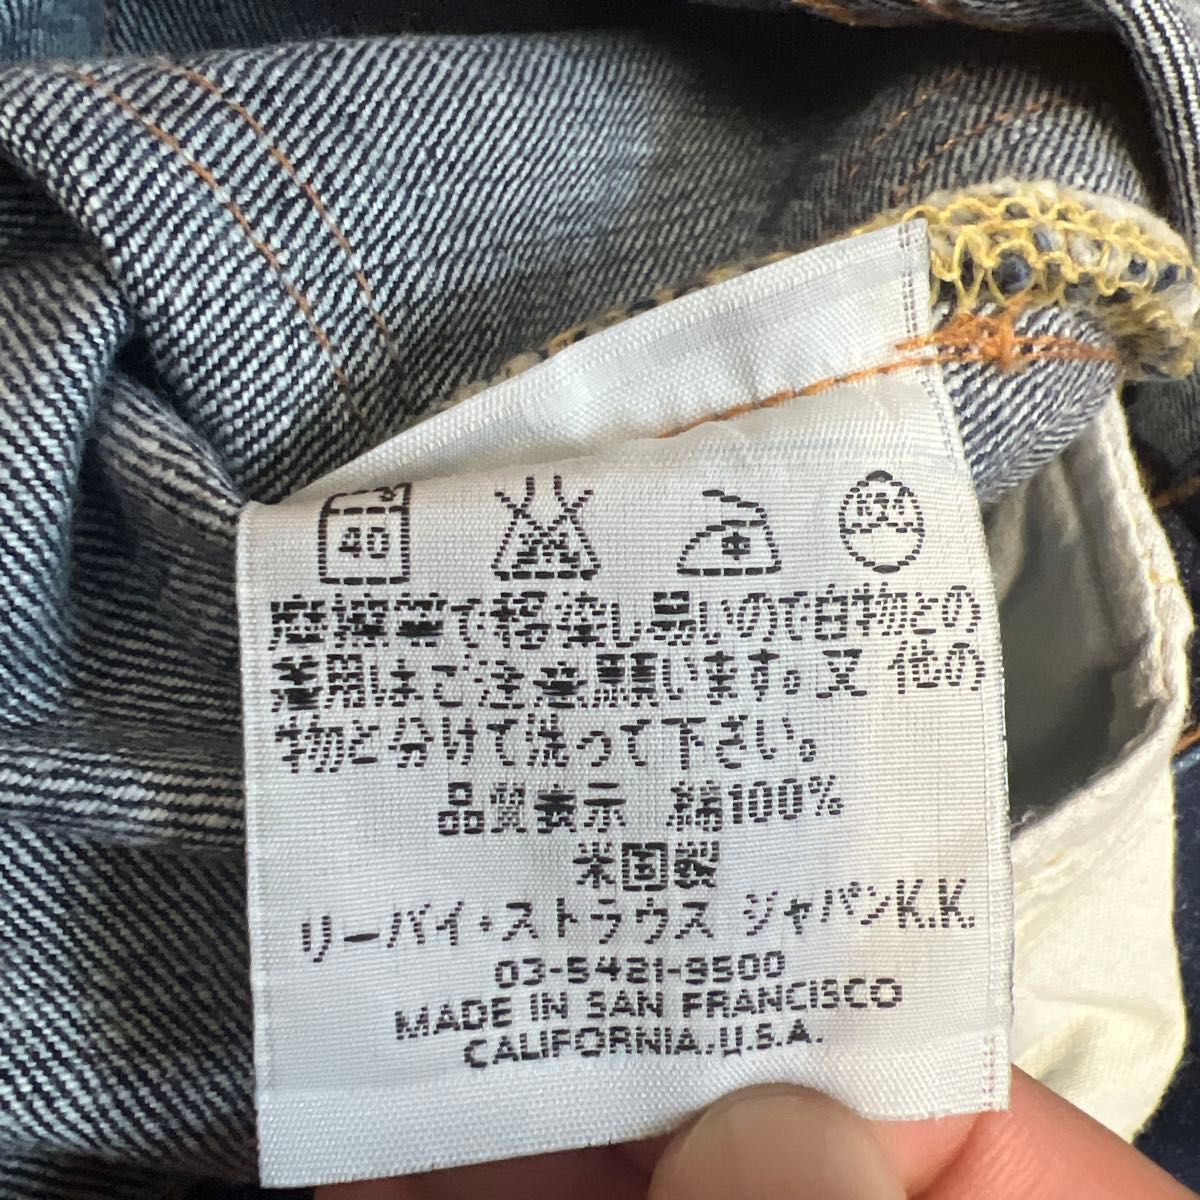 40
摩擦等で移染し易いので白物との
着用はご注意願います。又 他の
物と分けて洗って下さい。
品質表示 綿100%
米国製
リーバイ・ストラウス ジャパンK.K.
03-5421-9500
MADE IN SAN FRANCISCO
CALIFORNIA.,U.S.A.